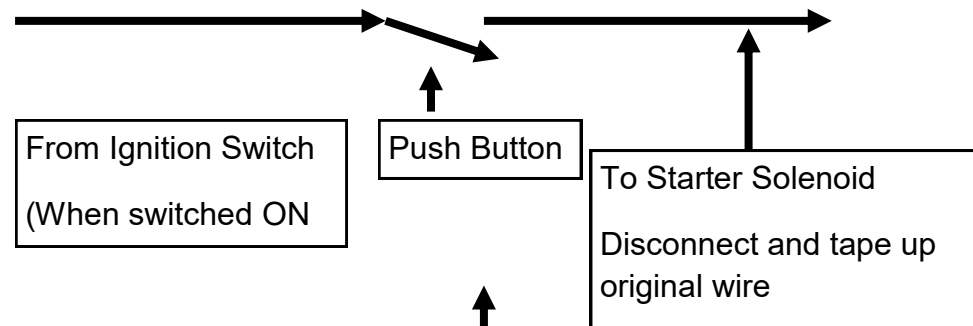 From Ignition Switch
(When switched ON
Push Button
To Starter Solenoid
Disconnect and tape up
original wire